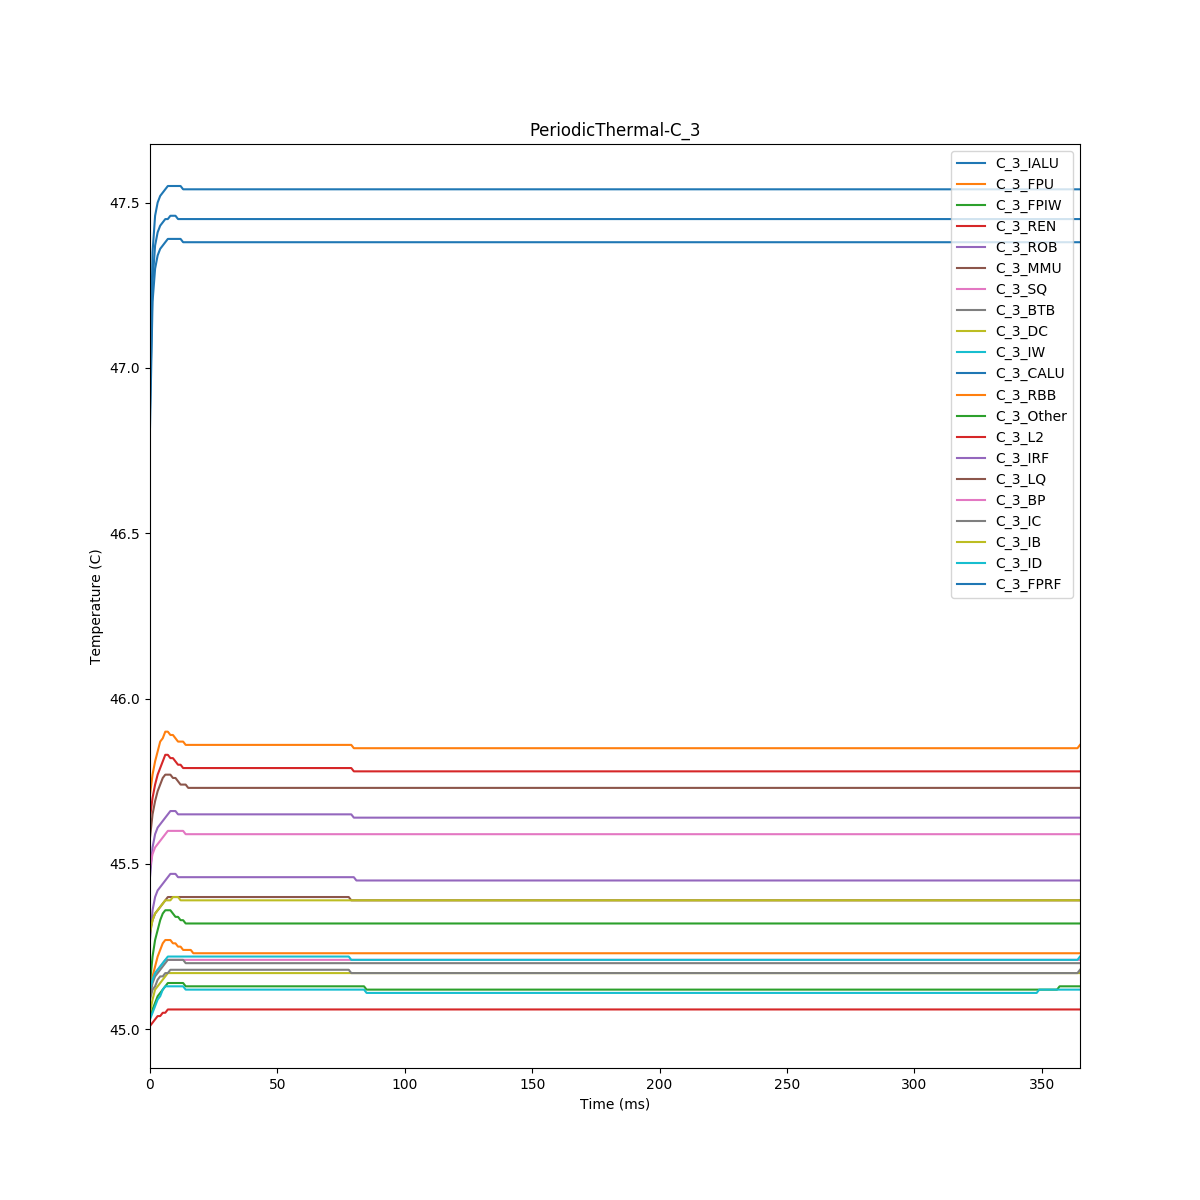 PeriodicThermal-C_3
C_3_IALU
C_3_FPU
C_3_FPIW
C_3_REN
C_3_ROB
C_3_MMU
C_3_SQ
C_3_BTB
C_3_DC
C_3_IW
C_3_CALU
C_3_RBB
C_3_Other
C_3_L2
C_3_IRF
C_3_LQ
C_3_BP
C_3_IC
C_3_IB
C_3_ID
C_3_FPRF
47.5
47.0
46.5
46.0
45.5
45.0
Temperature (C)
0 50 100 150 200 250 300 350
Time (ms)